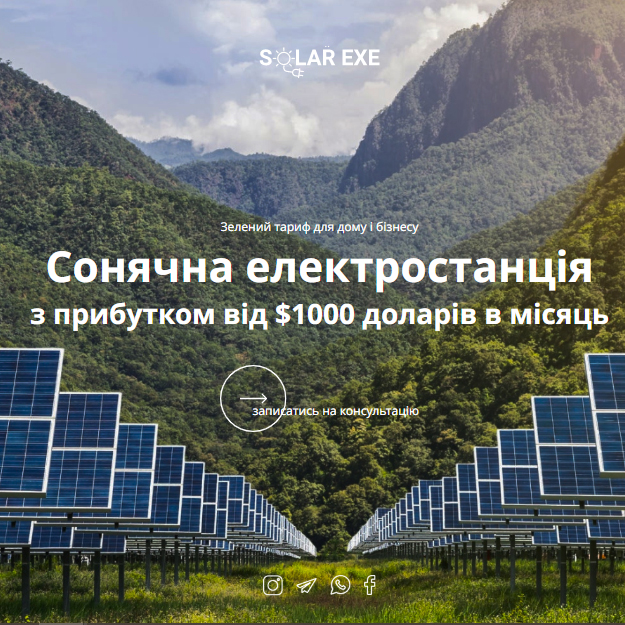 SOLAR EXE
Зелений тариф для дому і бізнесу
Сонячна електростанція
з прибутком від $1000 доларів в місяць
записатись на консультацію